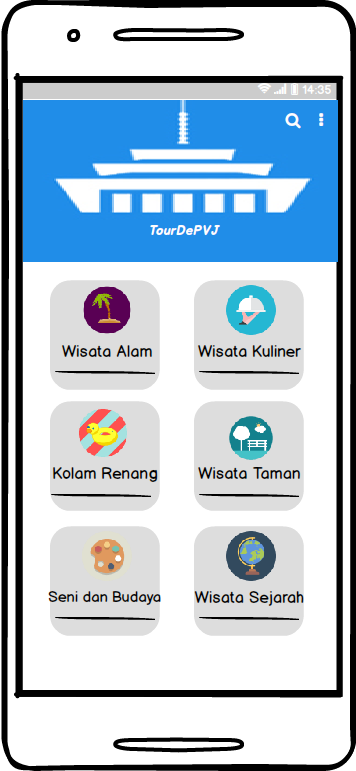 14:35
TourDePVJ
Wisata Alam
Wisata Kuliner
Kolam Renang
Wisata Taman
Seni dan Budaya
Wisata Sejarah